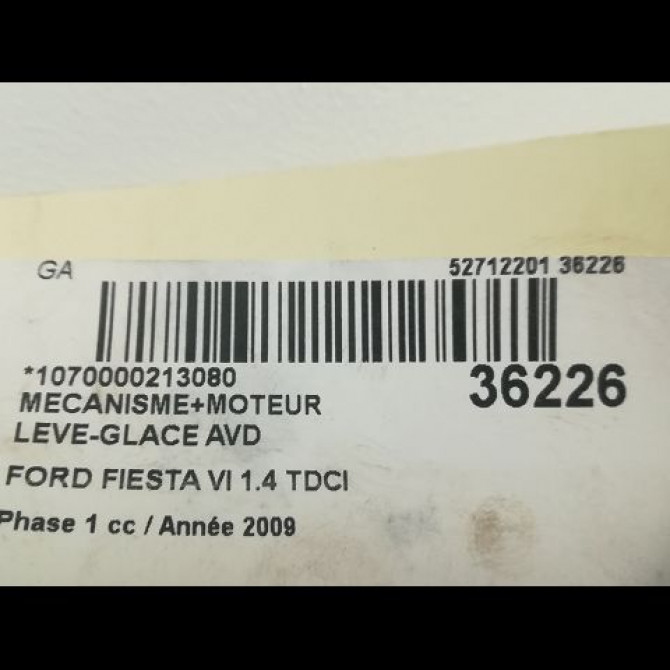 GA 52712201 36226
*1070000213080 36226
MECANISME+MOTEUR
LEVE-GLACE AVD
FORD FIESTA VI 1.4 TDCI
Phase 1 cc / Année 2009